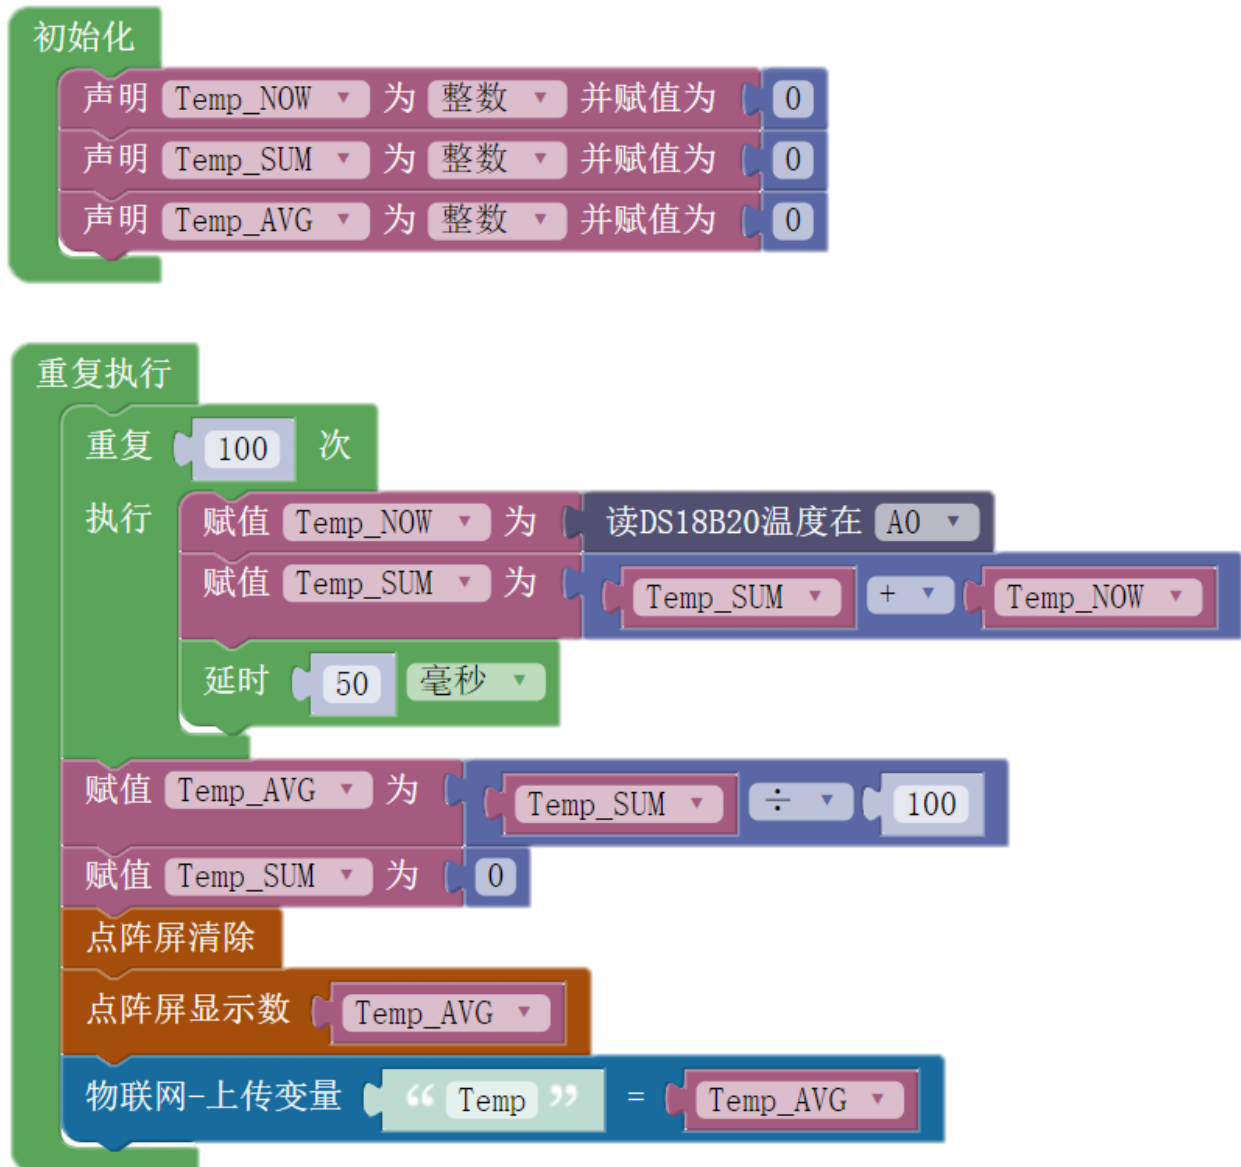 初始化
声明 Temp_NOW 为 整数 并赋值为 0
声明 Temp_SUM 为 整数 并赋值为 0
声明 Temp_AVG 为 整数 并赋值为 0
重复执行
重复 100 次
执行 赋值 Temp_NOW 为 读DS18B20温度在 A0
赋值 Temp_SUM 为 Temp_SUM + Temp_NOW
延时 50 毫秒
赋值 Temp_AVG 为 Temp_SUM ÷ 100
赋值 Temp_SUM 为 0
点阵屏清除
点阵屏显示数 Temp_AVG
物联网-上传变量 “ Temp ” = Temp_AVG